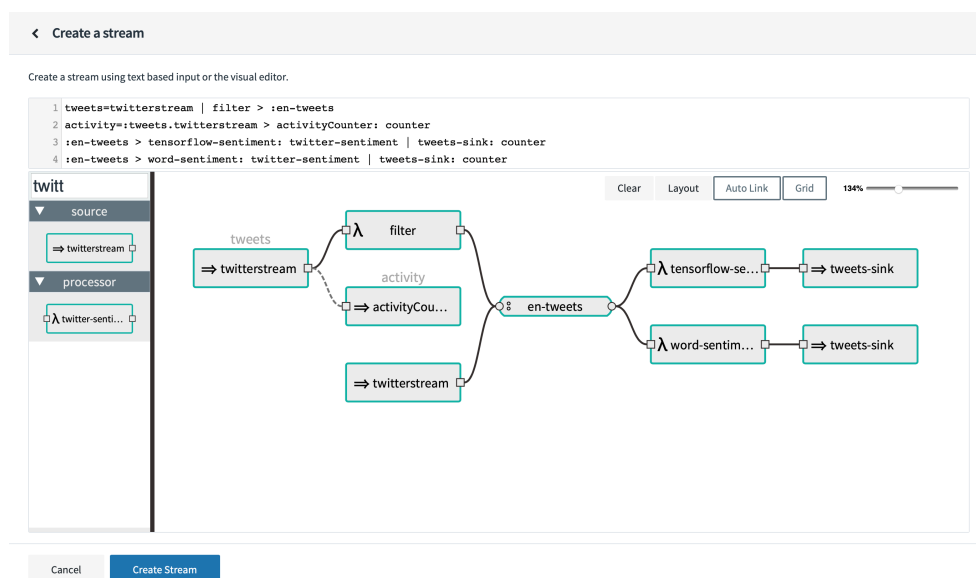 Create a stream
Create a stream using text based input or the visual editor.
1 tweets=twitterstream | filter > :en-tweets
2 activity=:tweets.twitterstream > activityCounter: counter
3 :en-tweets > tensorflow-sentiment: twitter-sentiment | tweets-sink: counter
4 :en-tweets > word-sentiment: twitter-sentiment | tweets-sink: counter
twitt
Clear Layout Auto Link Grid 134%
source
twitterstream
processor
λ twitter-senti...
tweets
twitterstream
λ filter
activity
activityCou...
twitterstream
en-tweets
λ tensorflow-se...
tweets-sink
λ word-sentim...
tweets-sink
Cancel Create Stream